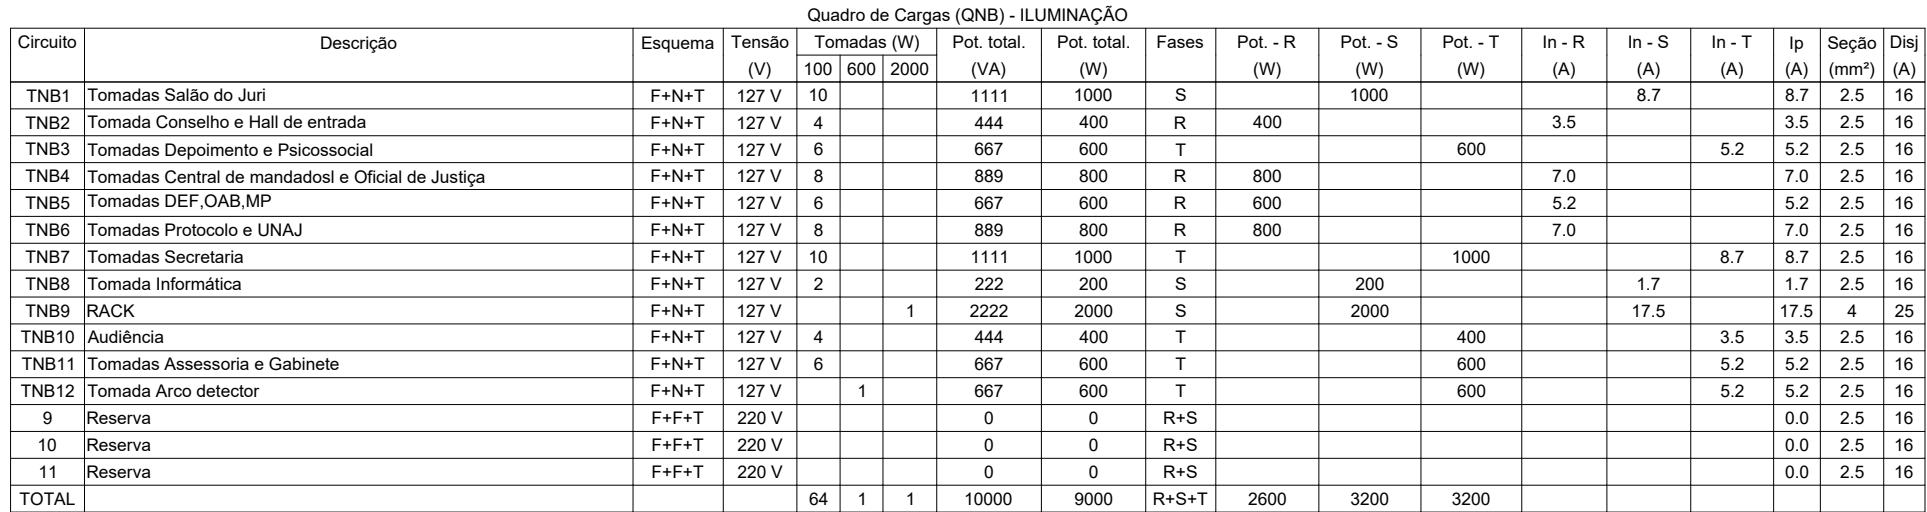 Quadro de Cargas (QNB) - ILUMINAÇÃO
Circuito Descrição Esquema Tensão Tomadas (W) Pot. total. Pot. total. Fases Pot. - R Pot. - S Pot. - T In - R In - S In - T Ip Seção Disj
(V) 100 600 2000 (VA) (W) (W) (W) (W) (A) (A) (A) (A) (mm²) (A)
TNB1 Tomadas Salão do Juri F+N+T 127 V 10 1111 1000 S 1000 8.7 8.7 2.5 16
TNB2 Tomada Conselho e Hall de entrada F+N+T 127 V 4 444 400 R 400 3.5 3.5 2.5 16
TNB3 Tomadas Depoimento e Psicossocial F+N+T 127 V 6 667 600 T 600 5.2 5.2 2.5 16
TNB4 Tomadas Central de mandadosl e Oficial de Justiça F+N+T 127 V 8 889 800 R 800 7.0 7.0 2.5 16
TNB5 Tomadas DEF,OAB,MP F+N+T 127 V 6 667 600 R 600 5.2 5.2 2.5 16
TNB6 Tomadas Protocolo e UNAJ F+N+T 127 V 8 889 800 R 800 7.0 7.0 2.5 16
TNB7 Tomadas Secretaria F+N+T 127 V 10 1111 1000 T 1000 8.7 8.7 2.5 16
TNB8 Tomada Informática F+N+T 127 V 2 222 200 S 200 1.7 1.7 2.5 16
TNB9 RACK F+N+T 127 V 1 2222 2000 S 2000 17.5 17.5 4 25
TNB10 Audiência F+N+T 127 V 4 444 400 T 400 3.5 3.5 2.5 16
TNB11 Tomadas Assessoria e Gabinete F+N+T 127 V 6 667 600 T 600 5.2 5.2 2.5 16
TNB12 Tomada Arco detector F+N+T 127 V 1 667 600 T 600 5.2 5.2 2.5 16
9 Reserva F+F+T 220 V 0 0 R+S 0.0 2.5 16
10 Reserva F+F+T 220 V 0 0 R+S 0.0 2.5 16
11 Reserva F+F+T 220 V 0 0 R+S 0.0 2.5 16
TOTAL 64 1 1 10000 9000 R+S+T 2600 3200 3200